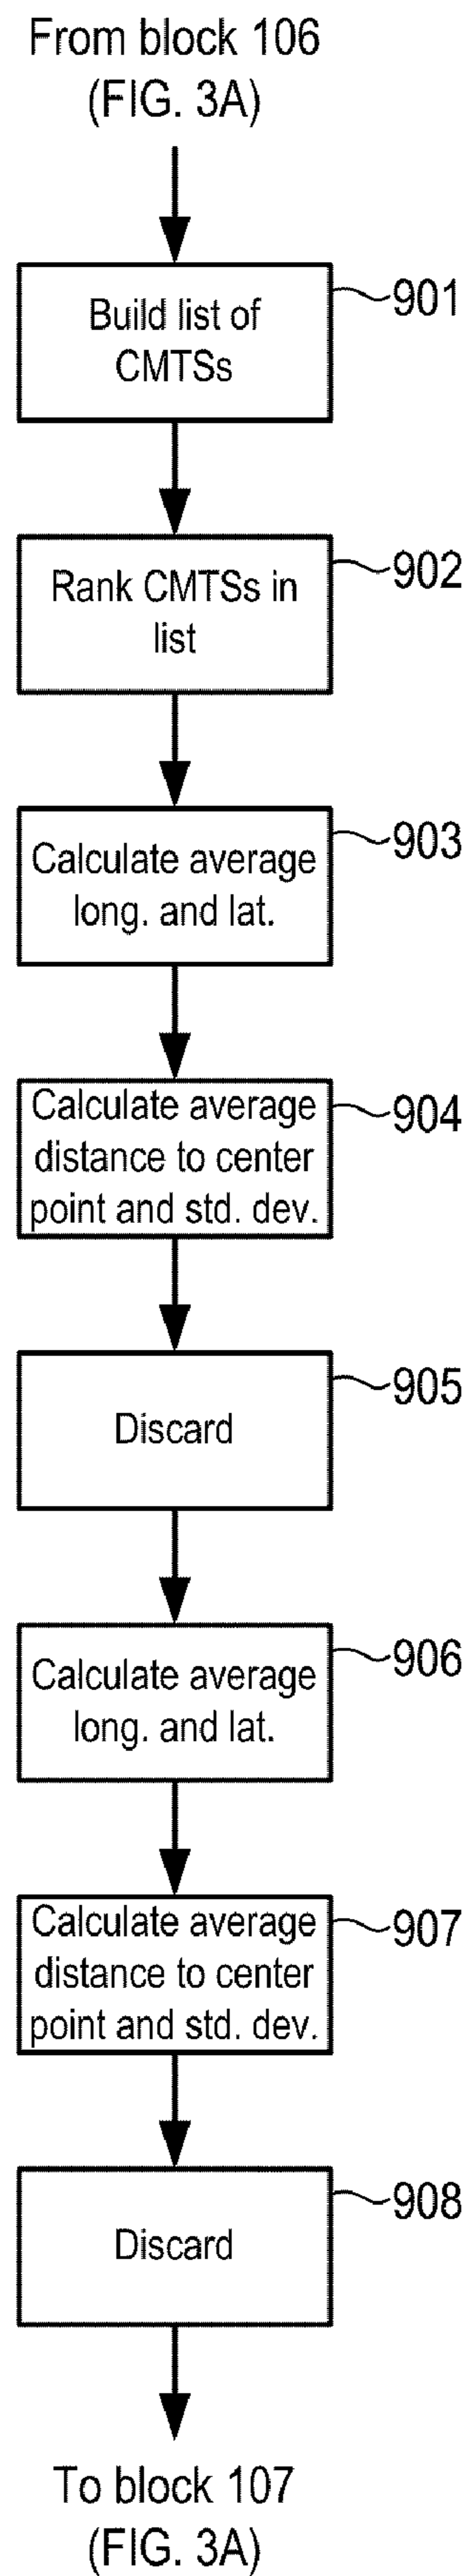 From block 106
(FIG. 3A)
Build list of
CMTSs
901
Rank CMTSs in
list
902
Calculate average
long. and lat.
903
Calculate average
distance to center
point and std. dev.
904
Discard
905
Calculate average
long. and lat.
906
Calculate average
distance to center
point and std. dev.
907
Discard
908
To block 107
(FIG. 3A)